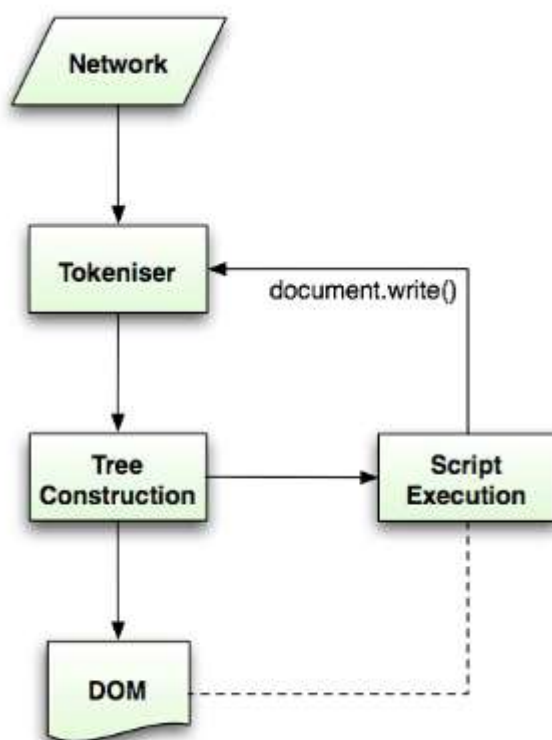 Network
Tokeniser
document.write()
Tree
Construction
Script
Execution
DOM